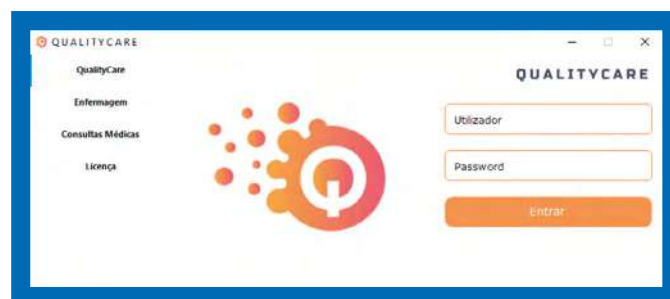 QUALITYCARE
QualityCare
Enfermagem
Consultas Médicas
Licença
QUALITYCARE
Utilizador
Password
Entrar